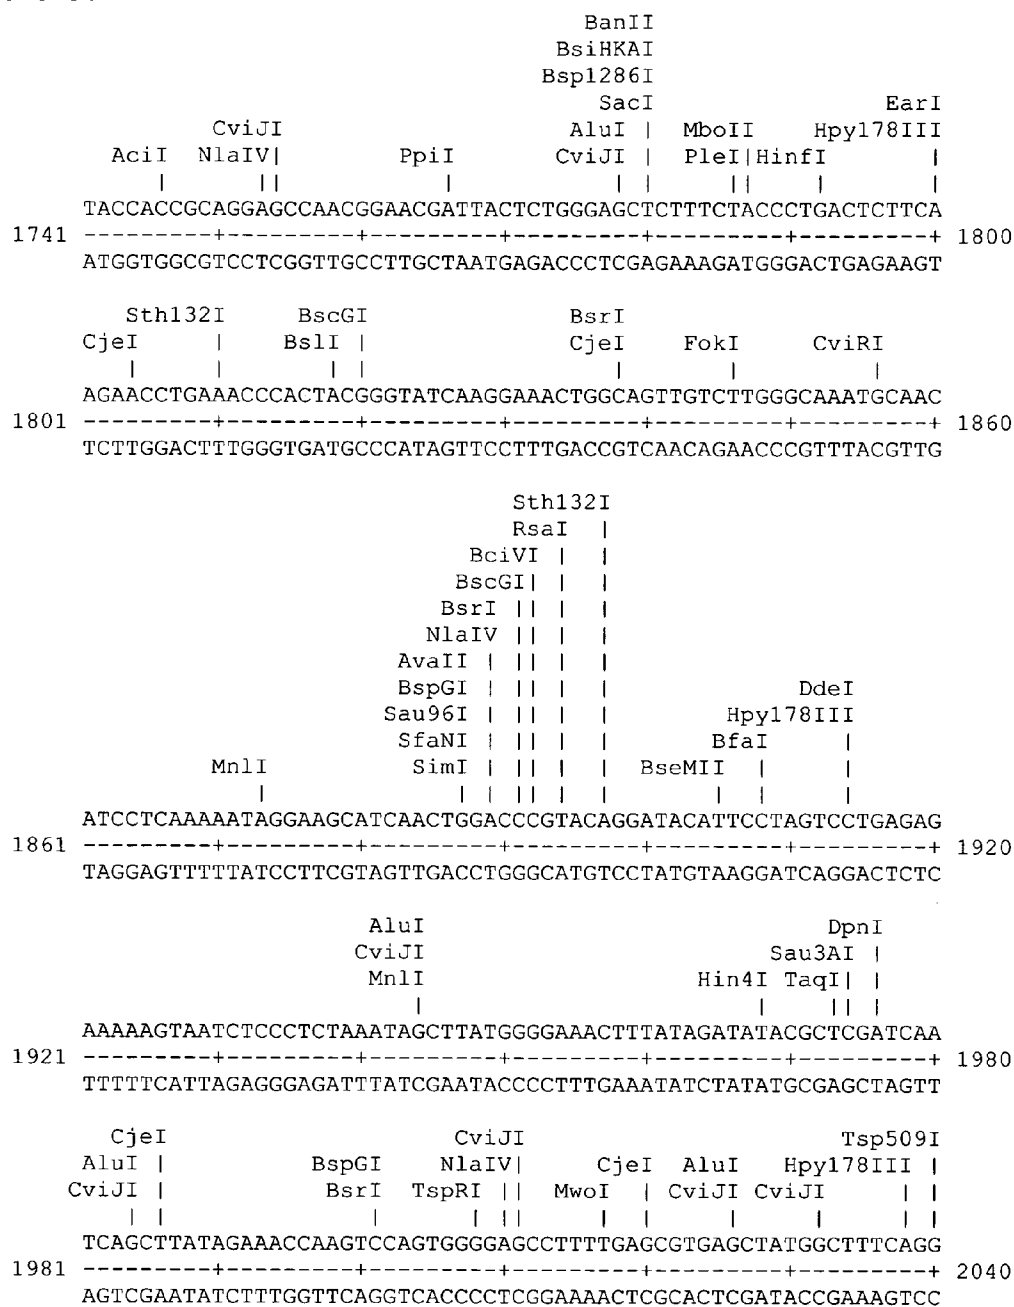 BanII
BsiHKAI
Bsp1286I
SacI EarI
CviJI AluI | MboII Hpy178III
AciI NlaIV| PpiI CviJI | PleI|HinfI |
| || | | | || | |
TACCACCGCAGGAGCCAACGGAACGATTACTCTGGGAGCTCTTTCTACCCTGACTCTTCA
1741 ---------+---------+---------+---------+---------+---------+ 1800
ATGGTGGCGTCCTCGGTTGCCTTGCTAATGAGACCCTCGAGAAAGATGGGACTGAGAAGT
Sth132I BscGI BsrI
CjeI | BslI | CjeI FokI CviRI
| | | | | | |
AGAACCTGAAACCCACTACGGGTATCAAGGAAACTGGCAGTTGTCTTGGGCAAATGCAAC
1801 ---------+---------+---------+---------+---------+---------+ 1860
TCTTGGACTTTGGGTGATGCCCATAGTTCCTTTGACCGTCAACAGAACCCGTTTACGTTG
Sth132I
RsaI |
BciVI | |
BscGI| | |
BsrI || | |
NlaIV || | |
AvaII | || | |
BspGI | || | | DdeI
Sau96I | || | | Hpy178III
SfaNI | || | | BfaI |
MnlI SimI | || | | BseMII | |
| | | || | | | | |
ATCCTCAAAAATAGGAAGCATCAACTGGACCCGTACAGGATACATTCCTAGTCCTGAGAG
1861 ---------+---------+---------+---------+---------+---------+ 1920
TAGGAGTTTTTATCCTTCGTAGTTGACCTGGGCATGTCCTATGTAAGGATCAGGACTCTC
AluI DpnI
CviJI Sau3AI |
MnlI Hin4I TaqI| |
| | || |
AAAAAGTAATCTCCCTCTAAATAGCTTATGGGGAAACTTTATAGATATACGCTCGATCAA
1921 ---------+---------+---------+---------+---------+---------+ 1980
TTTTTCATTAGAGGGAGATTTATCGAATACCCCTTTGAAATATCTATATGCGAGCTAGTT
CjeI CviJI Tsp509I
AluI | BspGI NlaIV| CjeI AluI Hpy178III |
CviJI | BsrI TspRI || MwoI | CviJI CviJI | |
| | | | || | | | | | |
TCAGCTTATAGAAACCAAGTCCAGTGGGGAGCCTTTTGAGCGTGAGCTATGGCTTTCAGG
1981 ---------+---------+---------+---------+---------+---------+ 2040
AGTCGAATATCTTTGGTTCAGGTCACCCCTCGGAAAACTCGCACTCGATACCGAAAGTCC